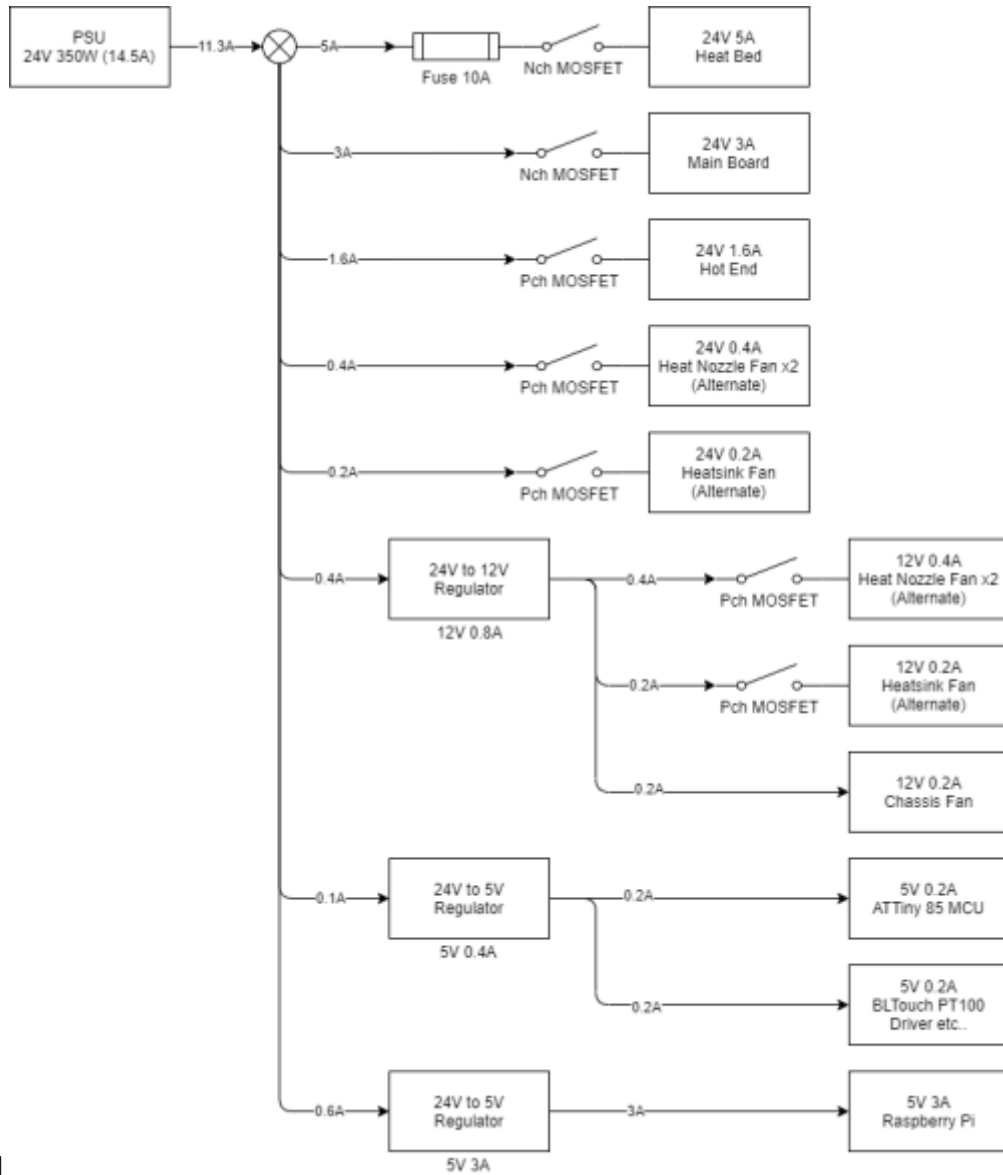 PSU
24V 350W (14.5A)
11.3A
5A
Fuse 10A
Nch MOSFET
24V 5A
Heat Bed
3A
Nch MOSFET
24V 3A
Main Board
1.6A
Pch MOSFET
24V 1.6A
Hot End
0.4A
Pch MOSFET
24V 0.4A
Heat Nozzle Fan x2
(Alternate)
0.2A
Pch MOSFET
24V 0.2A
Heatsink Fan
(Alternate)
0.4A
24V to 12V
Regulator
12V 0.8A
0.4A
Pch MOSFET
12V 0.4A
Heat Nozzle Fan x2
(Alternate)
0.2A
Pch MOSFET
12V 0.2A
Heatsink Fan
(Alternate)
0.2A
12V 0.2A
Chassis Fan
0.1A
24V to 5V
Regulator
5V 0.4A
0.2A
5V 0.2A
ATTiny 85 MCU
0.2A
5V 0.2A
BLTouch PT100
Driver etc..
0.6A
24V to 5V
Regulator
5V 3A
3A
5V 3A
Raspberry Pi